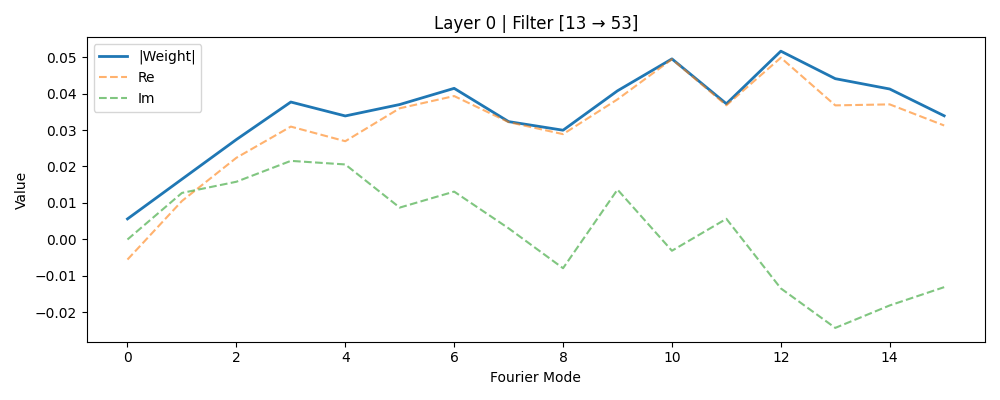 Layer 0 | Filter [13 → 53]
|Weight|
Re
Im
Value
0.05
0.04
0.03
0.02
0.01
0.00
−0.01
−0.02
0 2 4 6 8 10 12 14
Fourier Mode